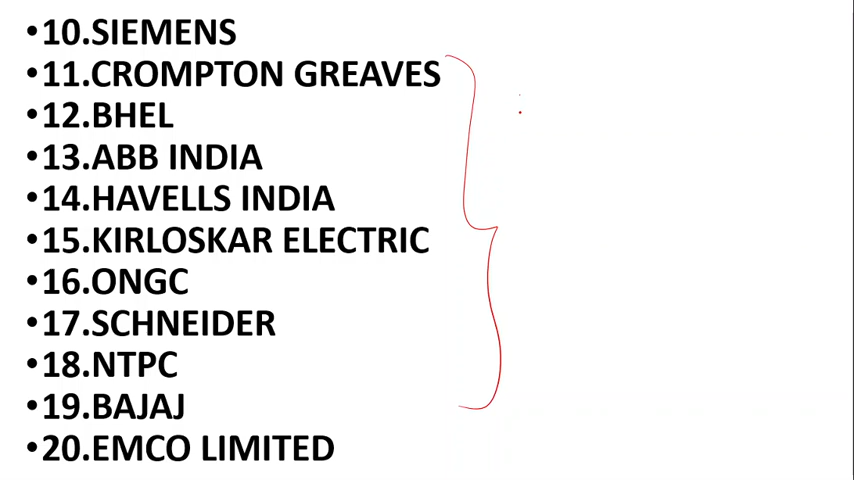 •10.SIEMENS
•11.CROMPTON GREAVES
•12.BHEL
•13.ABB INDIA
•14.HAVELLS INDIA
•15.KIRLOSKAR ELECTRIC
•16.ONGC
•17.SCHNEIDER
•18.NTPC
•19.BAJAJ
•20.EMCO LIMITED